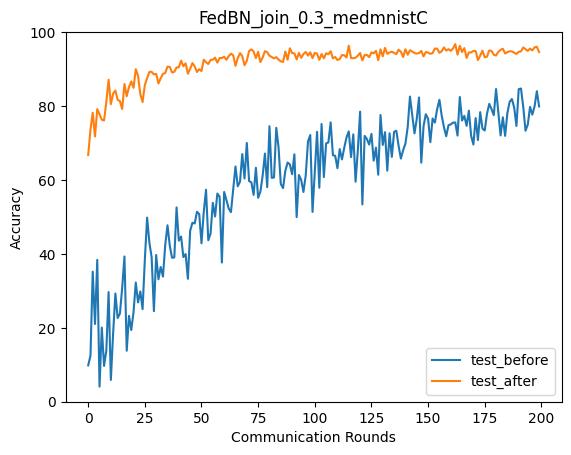 FedBN_join_0.3_medmnistC
100
80
60
40
20
0
Accuracy
0 25 50 75 100 125 150 175 200
Communication Rounds
test_before
test_after